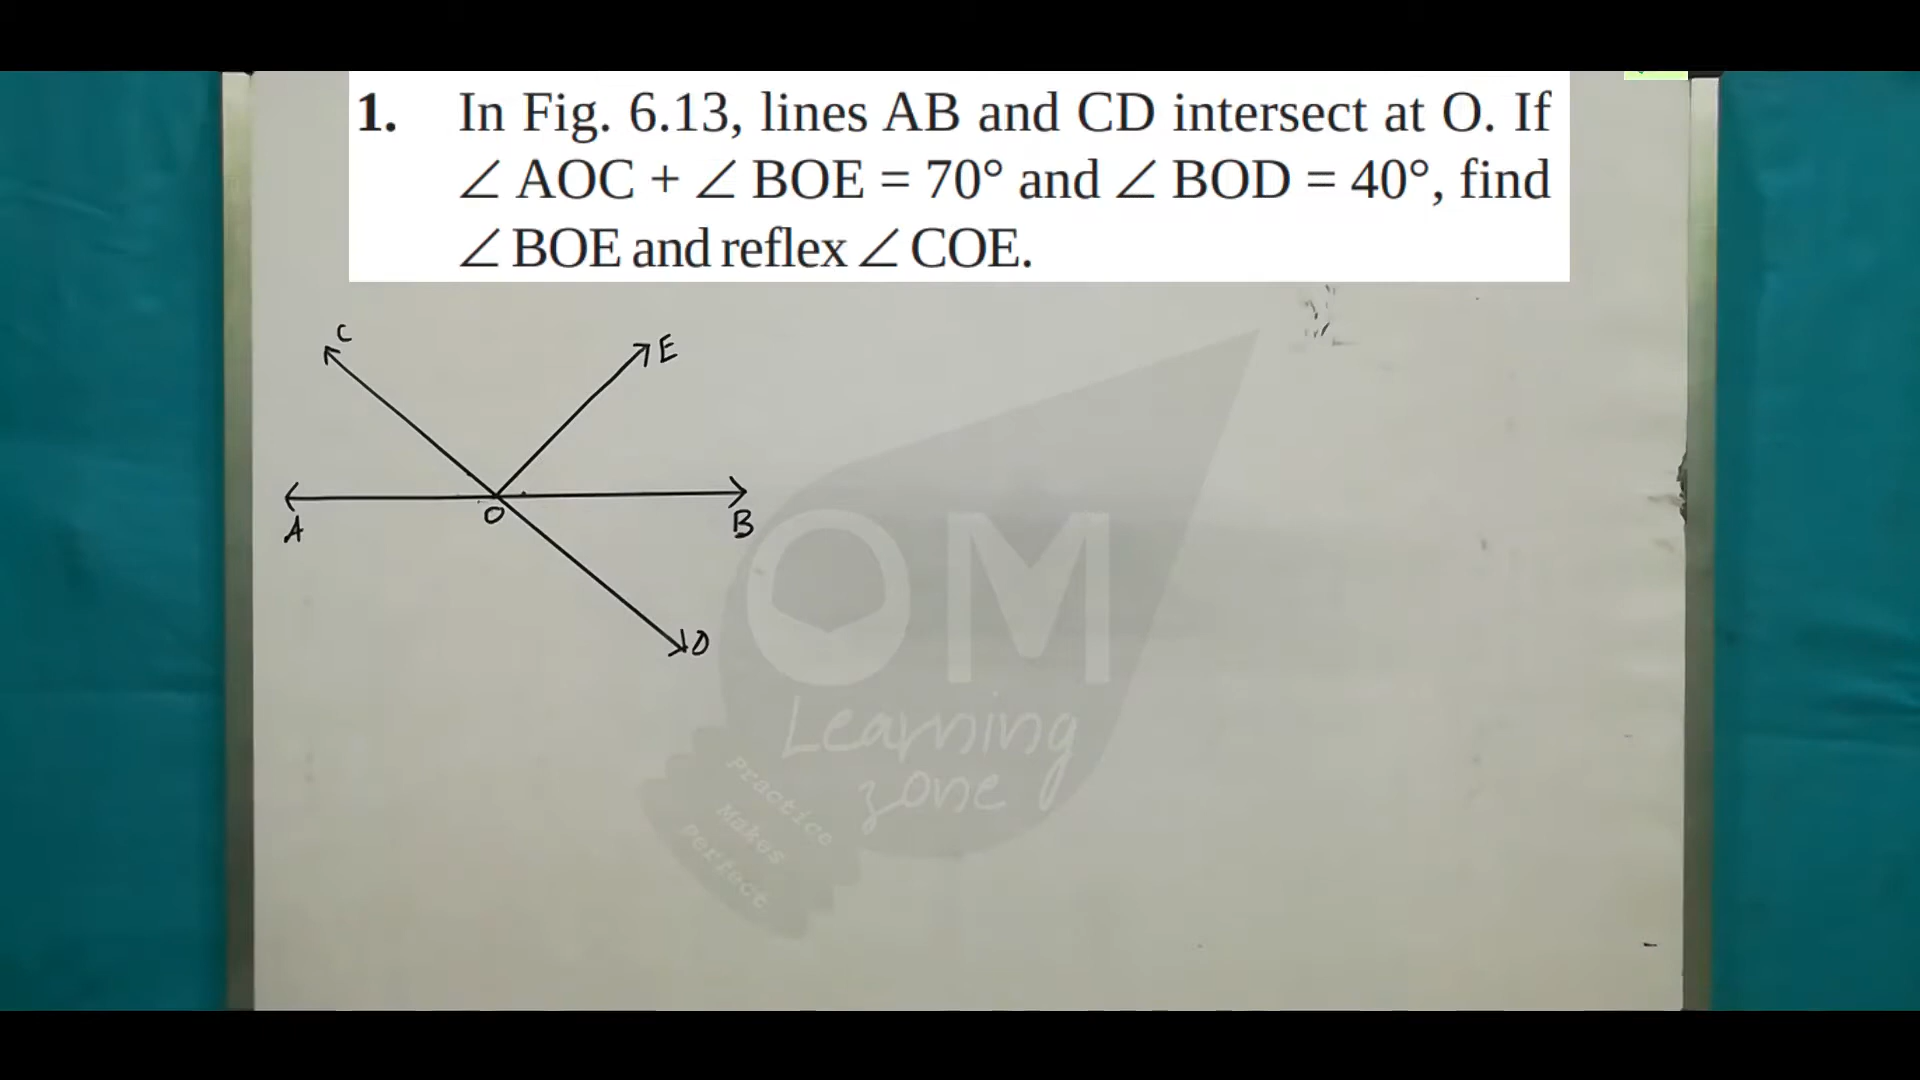 1. In Fig. 6.13, lines AB and CD intersect at O. If
∠ AOC + ∠ BOE = 70° and ∠ BOD = 40°, find
∠ BOE and reflex ∠ COE.
C
E
A
O
B
D
OM
Learning
zone
Practice
Makes
Perfect